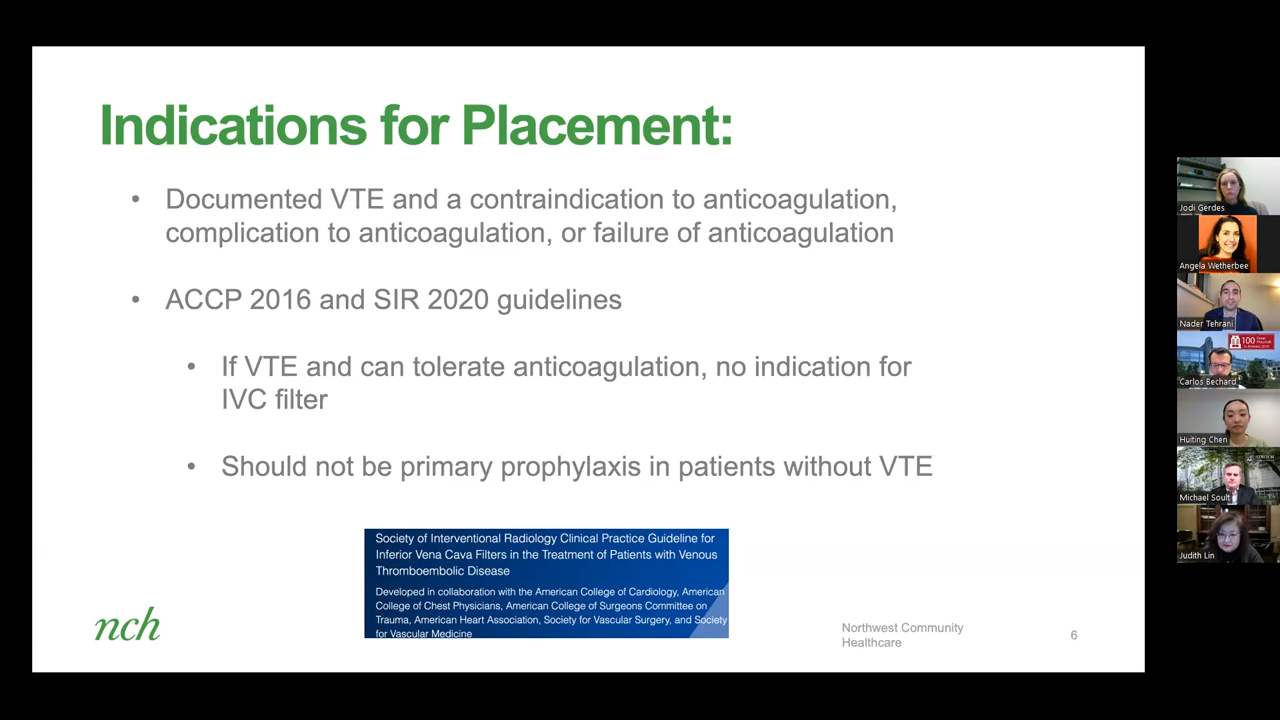 Indications for Placement:
• Documented VTE and a contraindication to anticoagulation,
complication to anticoagulation, or failure of anticoagulation
• ACCP 2016 and SIR 2020 guidelines
• If VTE and can tolerate anticoagulation, no indication for
IVC filter
• Should not be primary prophylaxis in patients without VTE
Society of Interventional Radiology Clinical Practice Guideline for
Inferior Vena Cava Filters in the Treatment of Patients with Venous
Thromboembolic Disease
Developed in collaboration with the American College of Cardiology, American
College of Chest Physicians, American College of Surgeons Committee on
Trauma, American Heart Association, Society for Vascular Surgery, and Society
for Vascular Medicine
nch
Northwest Community
Healthcare
6
Jodi Gerdes
Angela Wetherbee
Nader Tehrani
100
Carlos Bechard
Huiting Chen
Michael Soult
Judith Lin